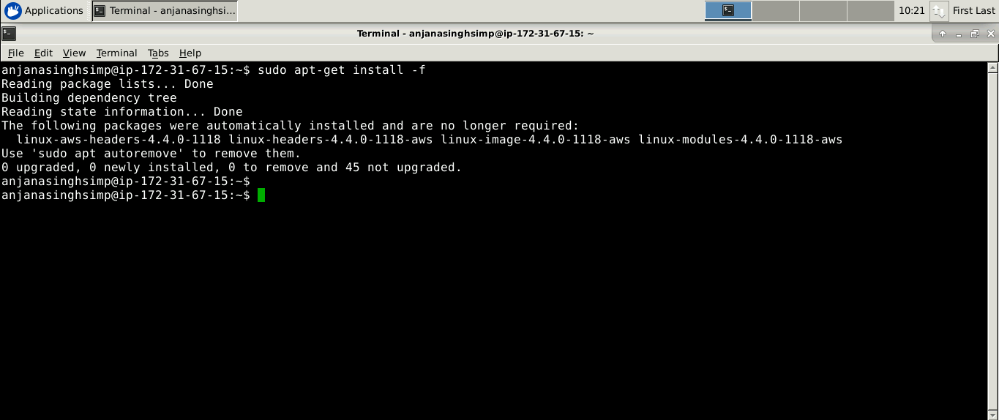 Applications
Terminal - anjanasinghsi...
10:21
First Last
Terminal - anjanasinghsimp@ip-172-31-67-15: ~
File Edit View Terminal Tabs Help
anjanasinghsimp@ip-172-31-67-15:~$ sudo apt-get install -f
Reading package lists... Done
Building dependency tree
Reading state information... Done
The following packages were automatically installed and are no longer required:
  linux-aws-headers-4.4.0-1118 linux-headers-4.4.0-1118-aws linux-image-4.4.0-1118-aws linux-modules-4.4.0-1118-aws
Use 'sudo apt autoremove' to remove them.
0 upgraded, 0 newly installed, 0 to remove and 45 not upgraded.
anjanasinghsimp@ip-172-31-67-15:~$
anjanasinghsimp@ip-172-31-67-15:~$